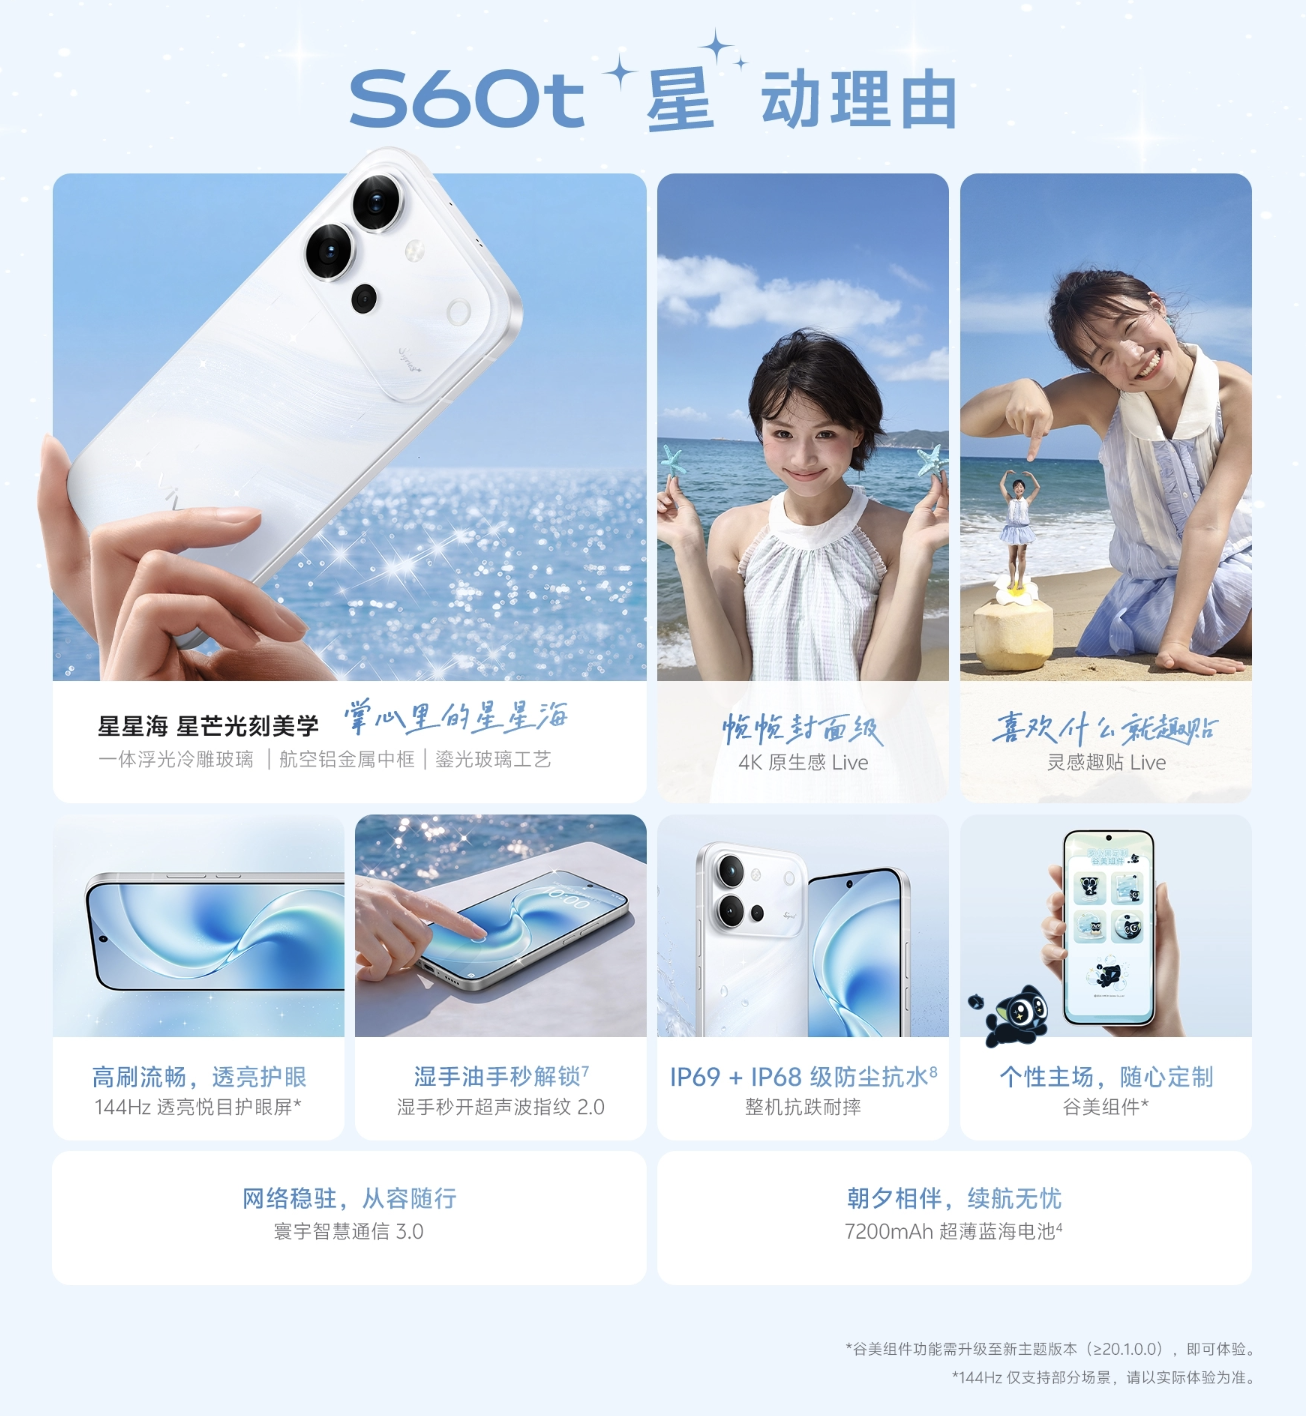 S60t 星动理由
星星海 星芒光刻美学 掌心里的星星海
一体浮光冷雕玻璃 | 航空铝金属中框 | 鎏光玻璃工艺
帧帧封面级
4K 原生感 Live
喜欢什么就趣贴
灵感趣贴 Live
高刷流畅，透亮护眼
144Hz 透亮悦目护眼屏*
湿手油手秒解锁7
湿手秒开超声波指纹 2.0
IP69 + IP68 级防尘抗水8
整机抗跌耐摔
谷美组件
个性主场，随心定制
谷美组件*
网络稳驻，从容随行
寰宇智慧通信 3.0
朝夕相伴，续航无忧
7200mAh 超薄蓝海电池4
*谷美组件功能需升级至新主题版本（≥20.1.0.0），即可体验。
*144Hz 仅支持部分场景，请以实际体验为准。